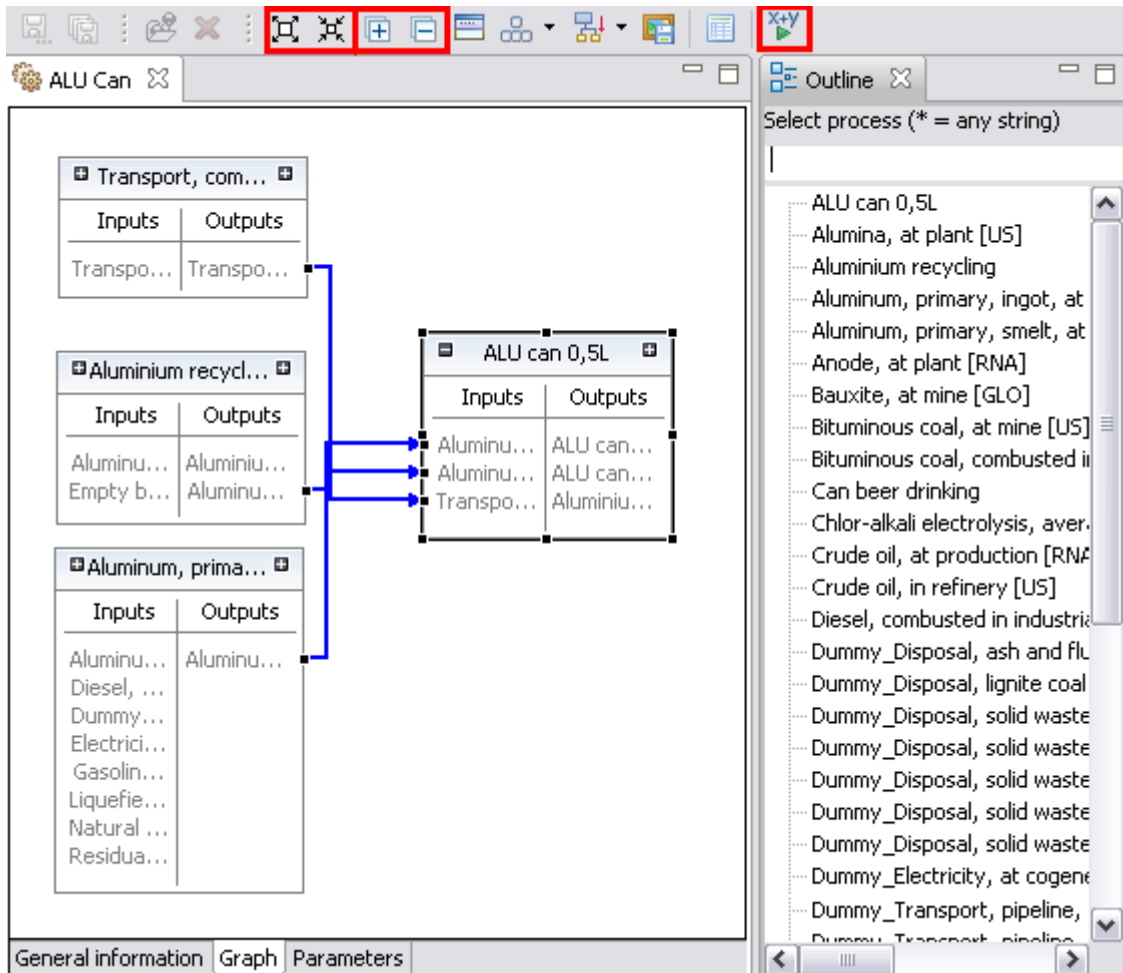 X+Y
ALU Can
Transport, com...
Inputs Outputs
Transpo... Transpo...
Aluminium recycl...
Inputs Outputs
Aluminu... Aluminiu...
Empty b... Aluminu...
Aluminum, prima...
Inputs Outputs
Aluminu... Aluminu...
Diesel, ...
Dummy...
Electrici...
Gasolin...
Liquefie...
Natural ...
Residua...
ALU can 0,5L
Inputs Outputs
Aluminu... ALU can...
Aluminu... ALU can...
Transpo... Aluminiu...
General information Graph Parameters
Outline
Select process (* = any string)
ALU can 0,5L
Alumina, at plant [US]
Aluminium recycling
Aluminum, primary, ingot, at
Aluminum, primary, smelt, at
Anode, at plant [RNA]
Bauxite, at mine [GLO]
Bituminous coal, at mine [US]
Bituminous coal, combusted i
Can beer drinking
Chlor-alkali electrolysis, aver
Crude oil, at production [RNA
Crude oil, in refinery [US]
Diesel, combusted in industri
Dummy_Disposal, ash and flu
Dummy_Disposal, lignite coal
Dummy_Disposal, solid waste
Dummy_Disposal, solid waste
Dummy_Disposal, solid waste
Dummy_Disposal, solid waste
Dummy_Disposal, solid waste
Dummy_Electricity, at cogene
Dummy_Transport, pipeline,
Dummy_Transport, pipeline